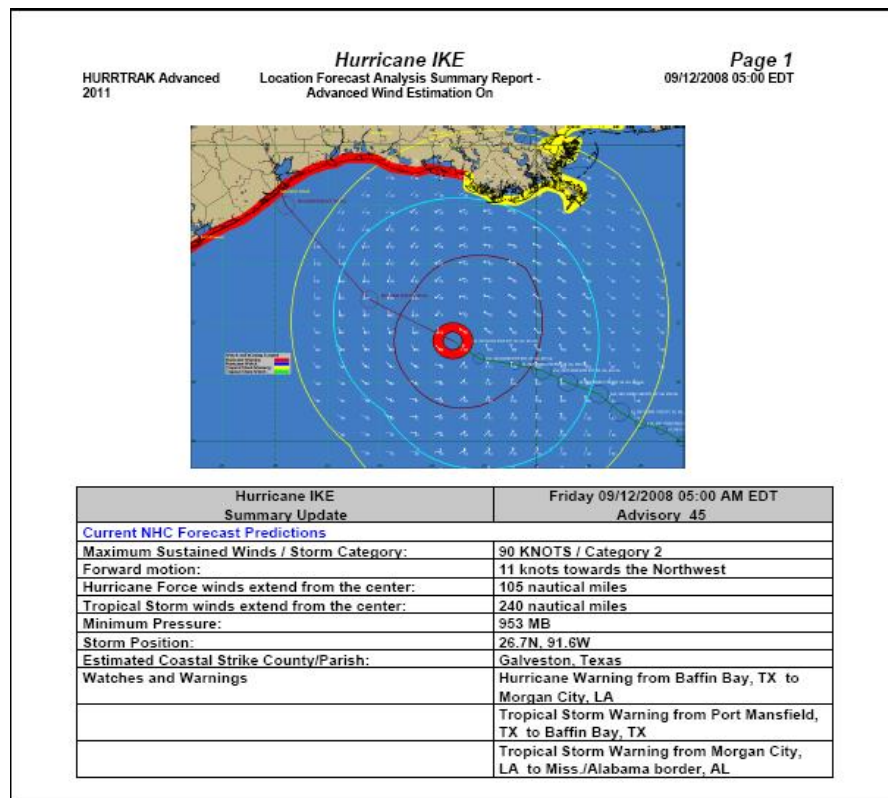 Hurricane IKE
Page 1
HURRTRAK Advanced
2011
Location Forecast Analysis Summary Report -
Advanced Wind Estimation On
09/12/2008 05:00 EDT
Hurricane IKE
Summary Update
Friday 09/12/2008 05:00 AM EDT
Advisory 45
Current NHC Forecast Predictions
Maximum Sustained Winds / Storm Category:
90 KNOTS / Category 2
Forward motion:
11 knots towards the Northwest
Hurricane Force winds extend from the center:
105 nautical miles
Tropical Storm winds extend from the center:
240 nautical miles
Minimum Pressure:
953 MB
Storm Position:
26.7N, 91.6W
Estimated Coastal Strike County/Parish:
Galveston, Texas
Watches and Warnings
Hurricane Warning from Baffin Bay, TX to
Morgan City, LA
Tropical Storm Warning from Port Mansfield,
TX to Baffin Bay, TX
Tropical Storm Warning from Morgan City,
LA to Miss./Alabama border, AL